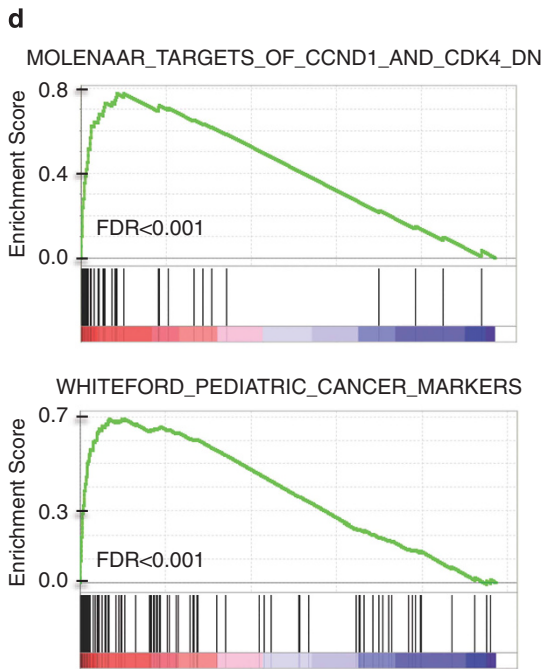 d
MOLENAAR_TARGETS_OF_CCND1_AND_CDK4_DN
Enrichment Score
0.8
0.4
0.0
FDR<0.001
WHITEFORD_PEDIATRIC_CANCER_MARKERS
Enrichment Score
0.7
0.3
0.0
FDR<0.001